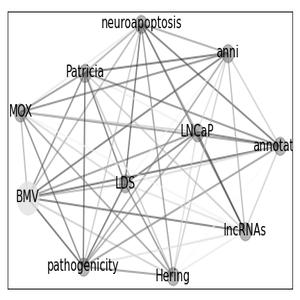 neuroapoptosis
anni
Patricia
MOX
LNCaP
annotat
LDS
BMV
lncRNAs
pathogenicity
Hering